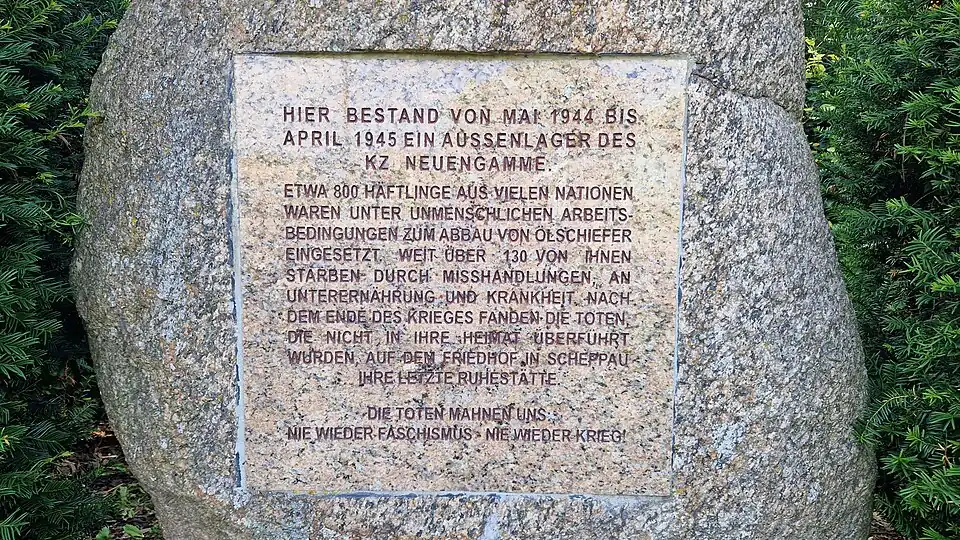 HIER BESTAND VON MAI 1944 BIS
APRIL 1945 EIN AUSSENLAGER DES
KZ NEUENGAMME.
ETWA 800 HÄFTLINGE AUS VIELEN NATIONEN
WAREN UNTER UNMENSCHLICHEN ARBEITS-
BEDINGUNGEN ZUM ABBAU VON ÖLSCHIEFER
EINGESETZT. WEIT ÜBER 130 VON IHNEN
STARBEN DURCH MISSHANDLUNGEN, AN
UNTERERNÄHRUNG UND KRANKHEIT. NACH
DEM ENDE DES KRIEGES FANDEN DIE TOTEN,
DIE NICHT IN IHRE HEIMAT ÜBERFÜHRT
WURDEN, AUF DEM FRIEDHOF IN SCHEPPAU
IHRE LETZTE RUHESTÄTTE.
DIE TOTEN MAHNEN UNS:
NIE WIEDER FASCHISMUS - NIE WIEDER KRIEG!